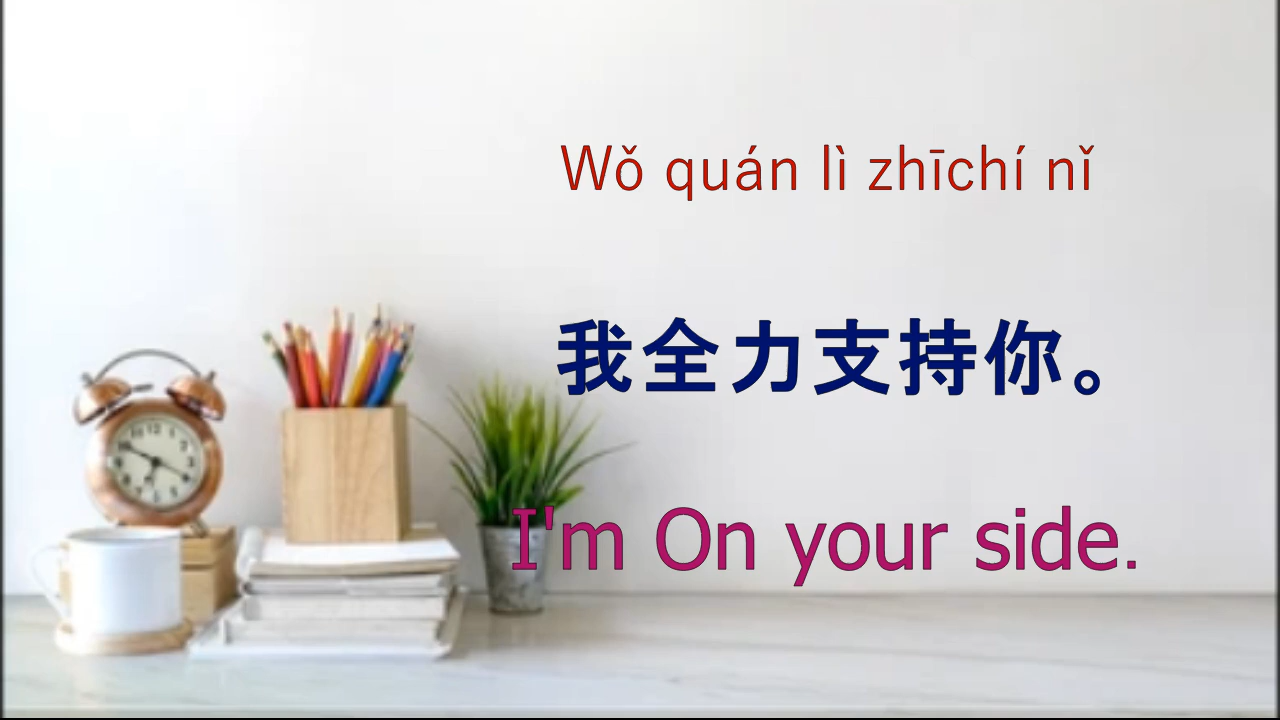 Wǒ quán lì zhīchí nǐ
我全力支持你。
I'm On your side.